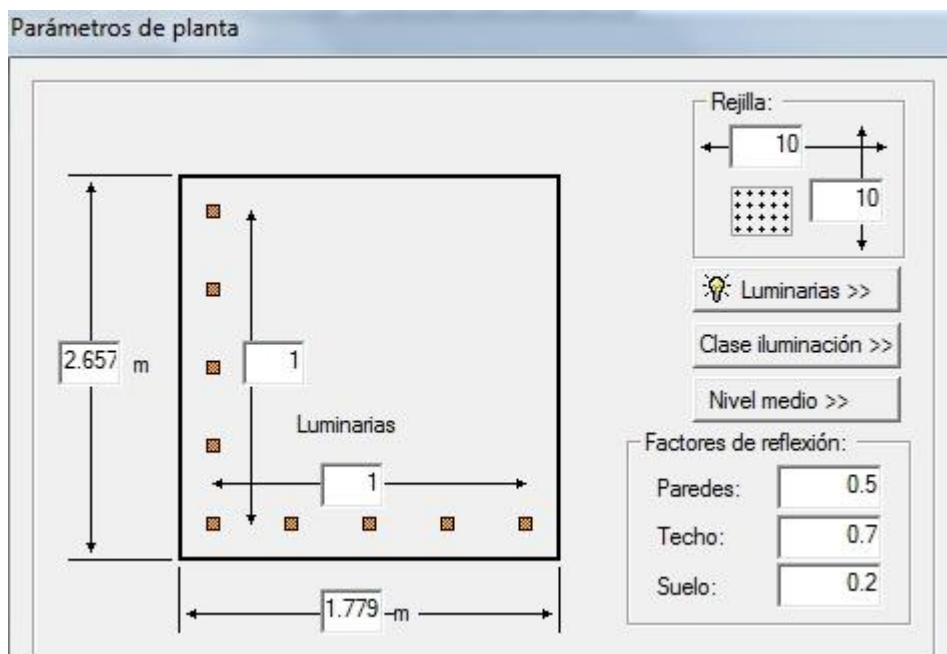 Parámetros de planta
Rejilla:
10
10
Luminarias >>
Clase iluminación >>
Nivel medio >>
2.657 m
1
Luminarias
1
1.779 m
Factores de reflexión:
Paredes: 0.5
Techo: 0.7
Suelo: 0.2